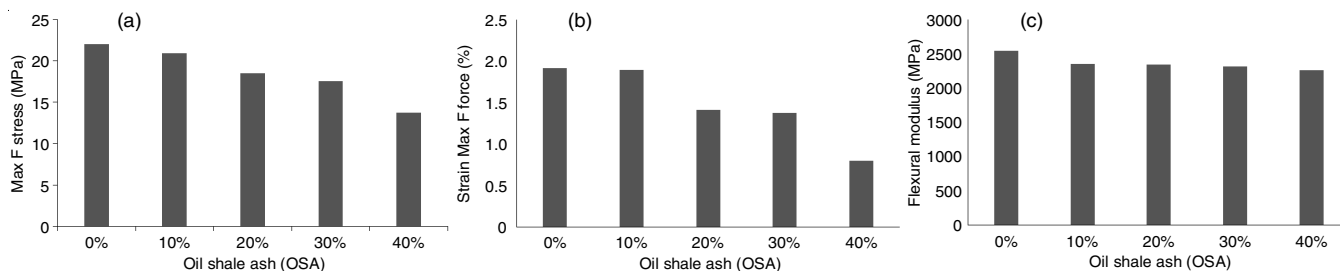 (a)
Max F stress (MPa)
25
20
15
10
5
0
0% 10% 20% 30% 40%
Oil shale ash (OSA)
(b)
Strain Max F force (%)
2.5
2.0
1.5
1.0
0.5
0
0% 10% 20% 30% 40%
Oil shale ash (OSA)
(c)
Flexural modulus (MPa)
3000
2500
2000
1500
1000
500
0
0% 10% 20% 30% 40%
Oil shale ash (OSA)